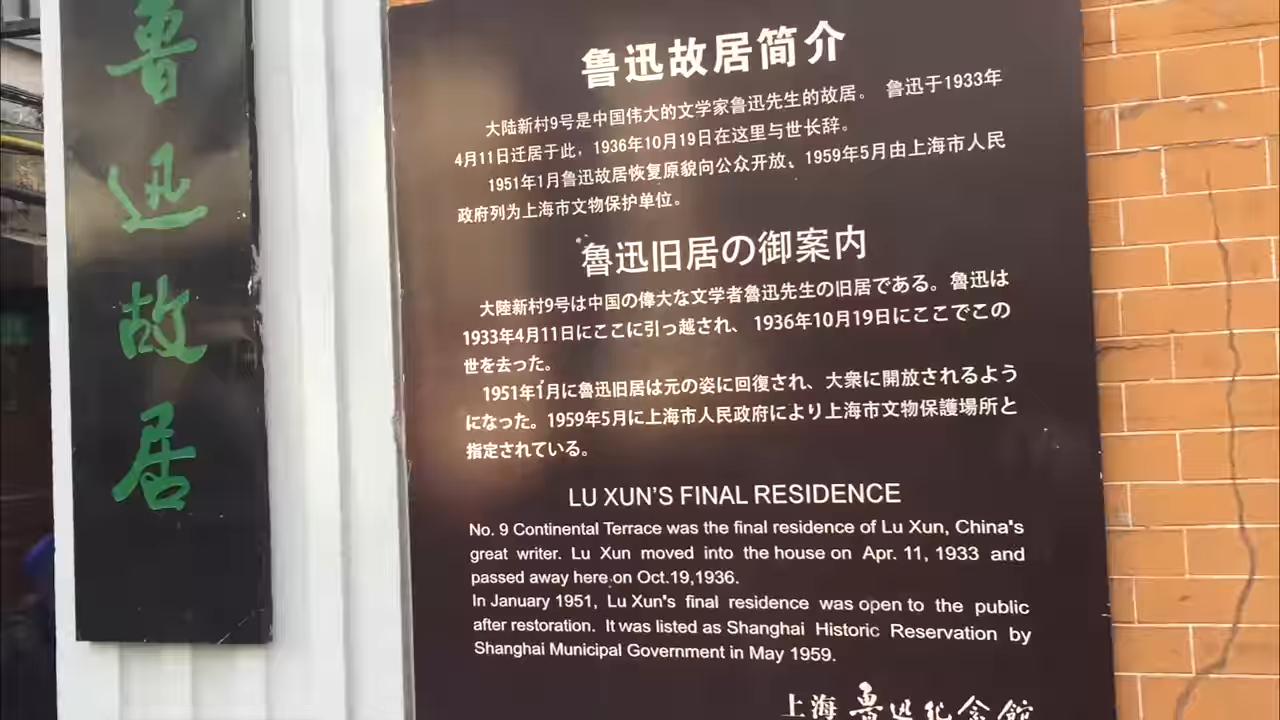 魯迅故居
鲁迅故居简介
大陆新村9号是中国伟大的文学家鲁迅先生的故居。 鲁迅于1933年
4月11日迁居于此，1936年10月19日在这里与世长辞。
1951年1月鲁迅故居恢复原貌向公众开放、1959年5月由上海市人民
政府列为上海市文物保护单位。
魯迅旧居の御案内
大陸新村9号は中国の偉大な文学者魯迅先生の旧居である。魯迅は
1933年4月11日にここに引っ越され、 1936年10月19日にここでこの
世を去った。
1951年1月に魯迅旧居は元の姿に回復され、大衆に開放されるよう
になった。1959年5月に上海市人民政府により上海市文物保護場所と
指定されている。
LU XUN'S FINAL RESIDENCE
No. 9 Continental Terrace was the final residence of Lu Xun, China's
great writer. Lu Xun moved into the house on Apr. 11, 1933 and
passed away here on Oct.19,1936.
In January 1951, Lu Xun's final residence was open to the public
after restoration. It was listed as Shanghai Historic Reservation by
Shanghai Municipal Government in May 1959.
上海魯迅纪念館